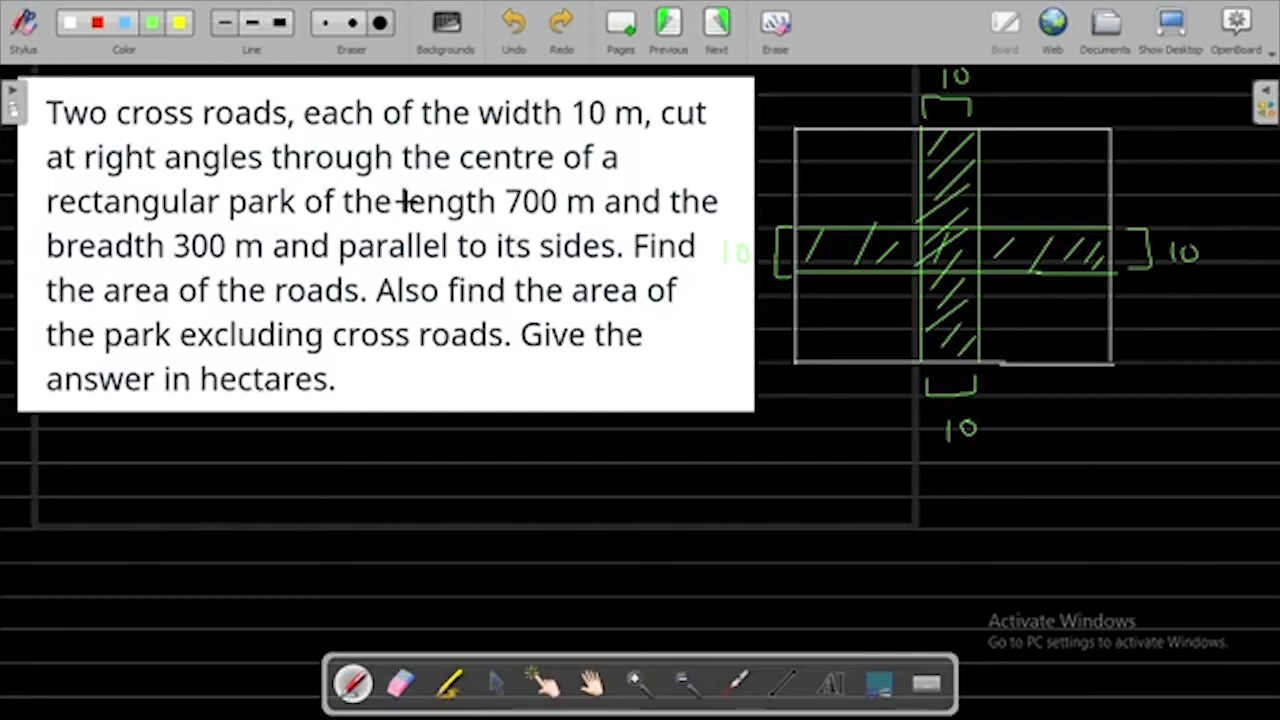 Stylus
Color
Line
Eraser
Backgrounds
Undo
Redo
Pages
Previous
Next
Erase
Board
Web
Documents
Show Desktop
OpenBoard
Two cross roads, each of the width 10 m, cut
at right angles through the centre of a
rectangular park of the length 700 m and the
breadth 300 m and parallel to its sides. Find
the area of the roads. Also find the area of
the park excluding cross roads. Give the
answer in hectares.
10
10
10
10
Activate Windows
Go to PC settings to activate Windows.